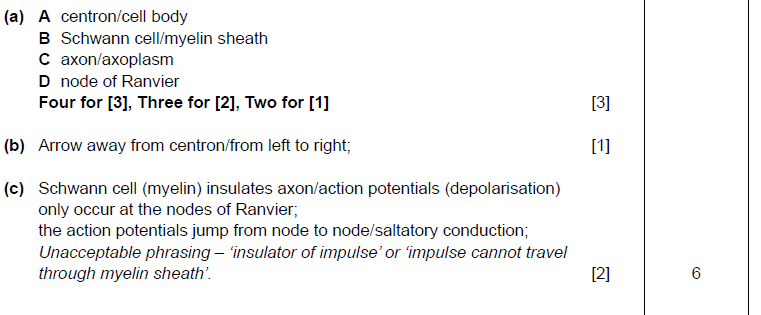 (a) A centron/cell body
B Schwann cell/myelin sheath
C axon/axoplasm
D node of Ranvier
Four for [3], Three for [2], Two for [1] [3]
(b) Arrow away from centron/from left to right; [1]
(c) Schwann cell (myelin) insulates axon/action potentials (depolarisation)
only occur at the nodes of Ranvier;
the action potentials jump from node to node/saltatory conduction;
Unacceptable phrasing – ‘insulator of impulse’ or ‘impulse cannot travel
through myelin sheath’. [2] 6